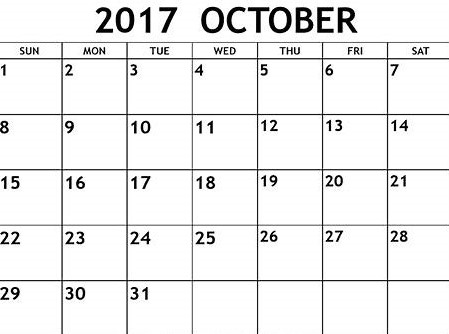 2017 OCTOBER
SUN MON TUE WED THU FRI SAT
1 2 3 4 5 6 7
8 9 10 11 12 13 14
15 16 17 18 19 20 21
22 23 24 25 26 27 28
29 30 31